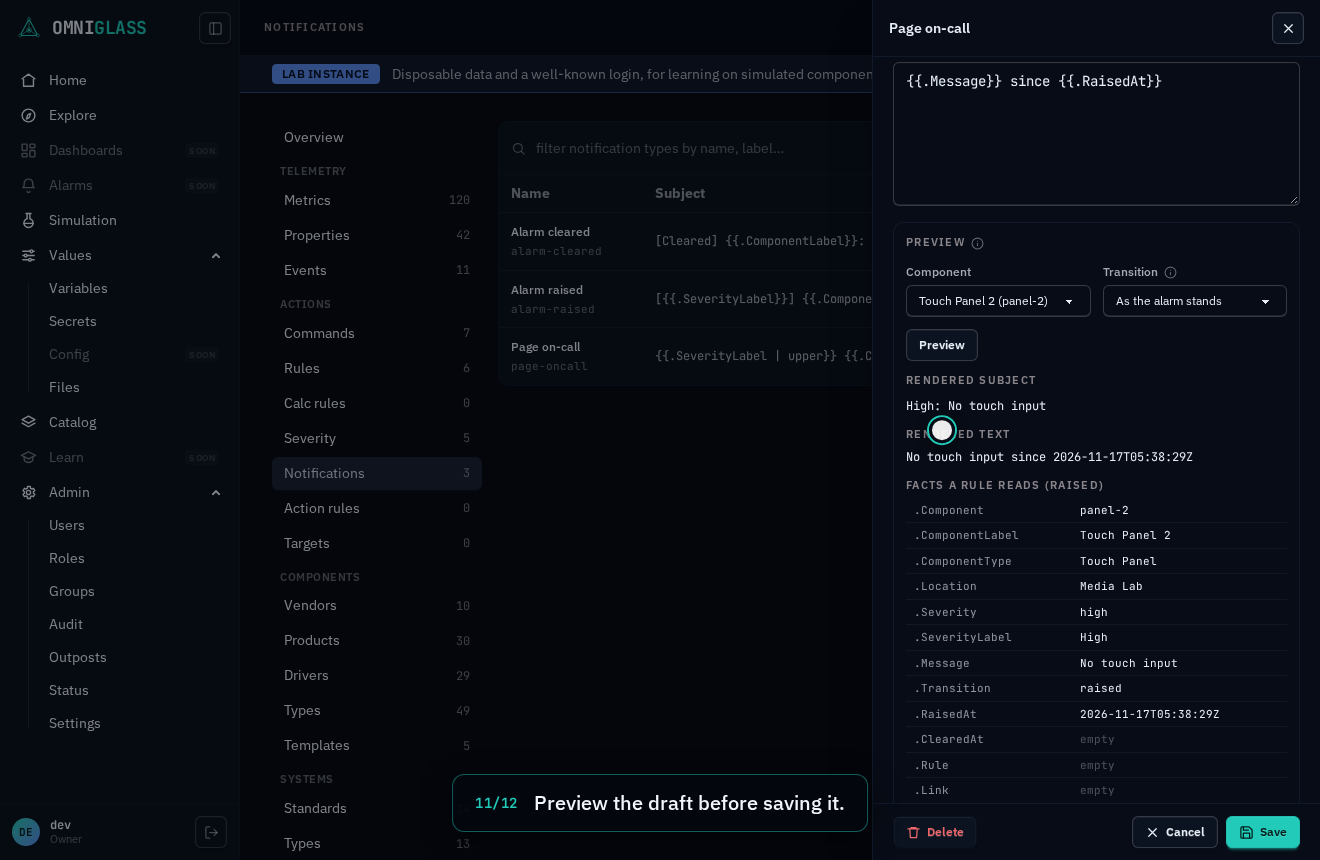 OMNIGLASS
Home
Explore
Dashboards SOON
Alarms SOON
Simulation
Values
Variables
Secrets
Config SOON
Files
Catalog
Learn SOON
Admin
Users
Roles
Groups
Audit
Outposts
Status
Settings
DE dev
Owner
NOTIFICATIONS
LAB INSTANCE Disposable data and a well-known login, for learning on simulated componen
Overview
TELEMETRY
Metrics 120
Properties 42
Events 11
ACTIONS
Commands 7
Rules 6
Calc rules 0
Severity 5
Notifications 3
Action rules 0
Targets 0
COMPONENTS
Vendors 10
Products 30
Drivers 29
Types 49
Templates 5
SYSTEMS
Standards
Types 13
filter notification types by name, label...
Name Subject
Alarm cleared
alarm-cleared
[Cleared] {{.ComponentLabel}}:
Alarm raised
alarm-raised
[{{.SeverityLabel}}] {{.Compone
Page on-call
page-oncall
{{.SeverityLabel | upper}} {{.C
11/12 Preview the draft before saving it.
Page on-call
{{.Message}} since {{.RaisedAt}}
PREVIEW
Component Transition
Touch Panel 2 (panel-2) As the alarm stands
Preview
RENDERED SUBJECT
High: No touch input
TEXT
No touch input since 2026-11-17T05:38:29Z
FACTS A RULE READS (RAISED)
.Component panel-2
.ComponentLabel Touch Panel 2
.ComponentType Touch Panel
.Location Media Lab
.Severity high
.SeverityLabel High
.Message No touch input
.Transition raised
.RaisedAt 2026-11-17T05:38:29Z
.ClearedAt empty
.Rule empty
.Link empty
Delete Cancel Save